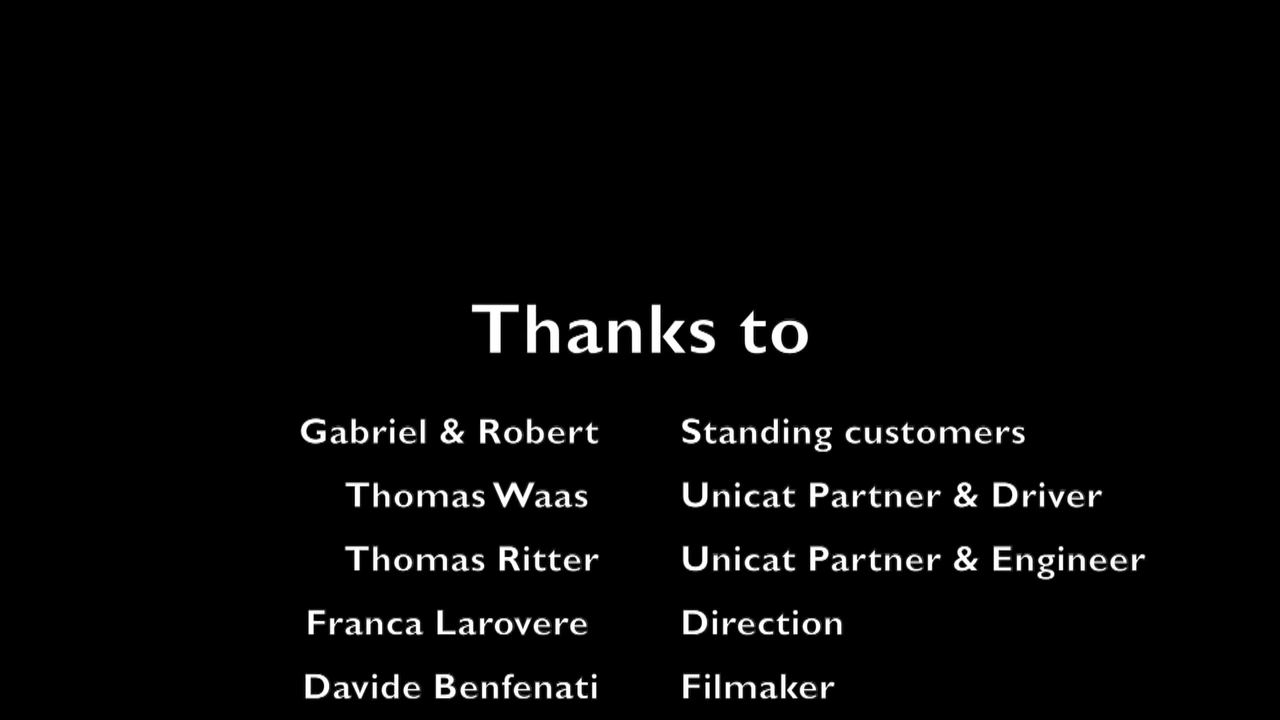 Thanks to
Gabriel & Robert Standing customers
Thomas Waas Unicat Partner & Driver
Thomas Ritter Unicat Partner & Engineer
Franca Larovere Direction
Davide Benfenati Filmaker